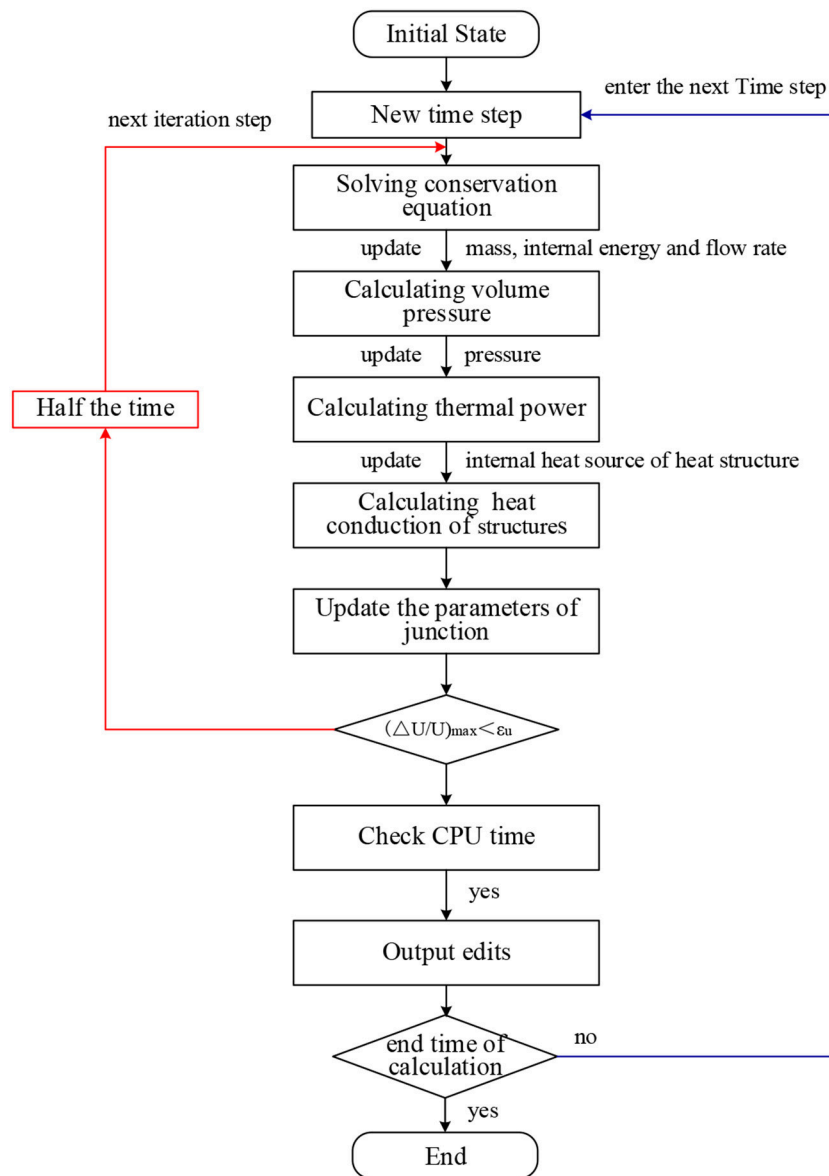 Initial State
enter the next Time step
New time step
next iteration step
Solving conservation
equation
update mass, internal energy and flow rate
Calculating volume
pressure
update pressure
Half the time
Calculating thermal power
update internal heat source of heat structure
Calculating heat
conduction of structures
Update the parameters of
junction
(△U/U)max＜εu
Check CPU time
yes
Output edits
end time of
calculation
no
yes
End